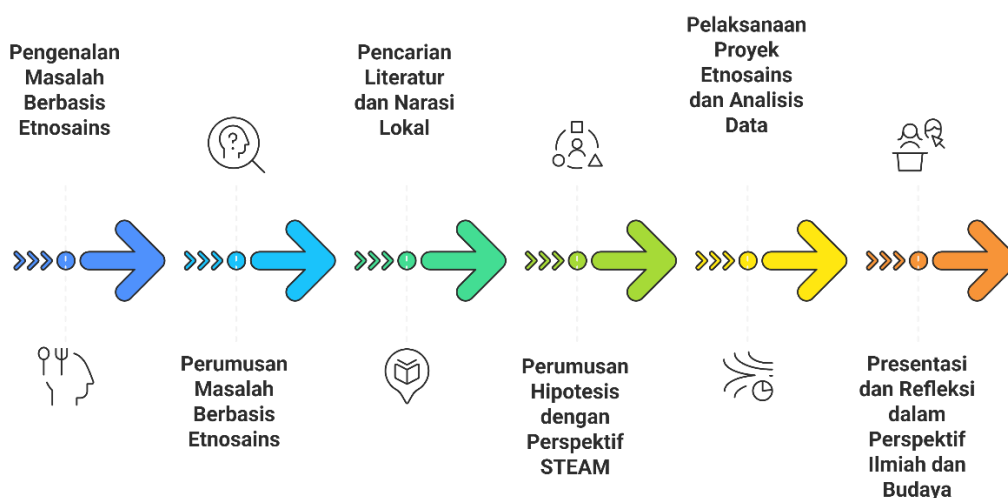 Pengenalan
Masalah
Berbasis
Etnosains
Perumusan
Masalah
Berbasis
Etnosains
Pencarian
Literatur
dan Narasi
Lokal
Perumusan
Hipotesis
dengan
Perspektif
STEAM
Pelaksanaan
Proyek
Etnosains
dan Analisis
Data
Presentasi
dan Refleksi
dalam
Perspektif
Ilmiah dan
Budaya